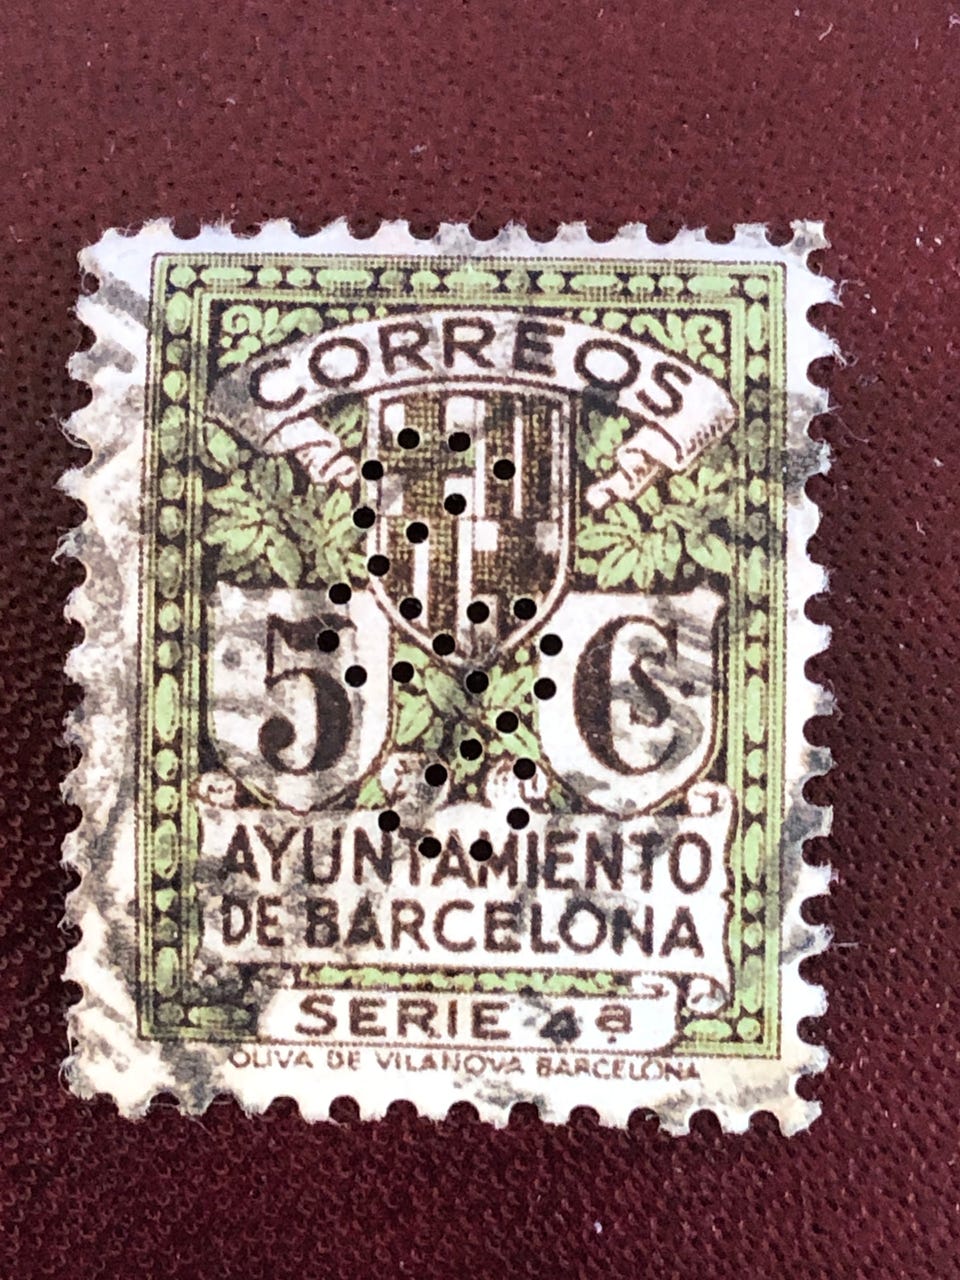 CORREOS
5 Cs
AYUNTAMIENTO
DE BARCELONA
SERIE 4ª
OLIVA DE VILANOVA BARCELONA